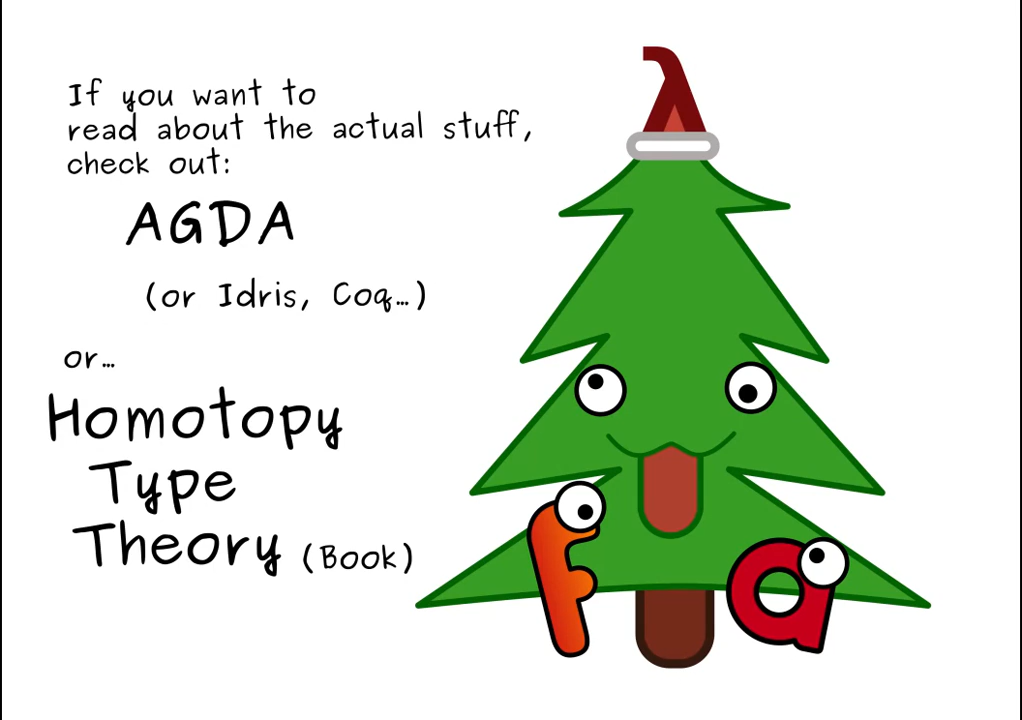 If you want to
read about the actual stuff,
check out:
AGDA
(or Idris, Coq...)
or...
Homotopy
Type
Theory (Book)
λ
f a